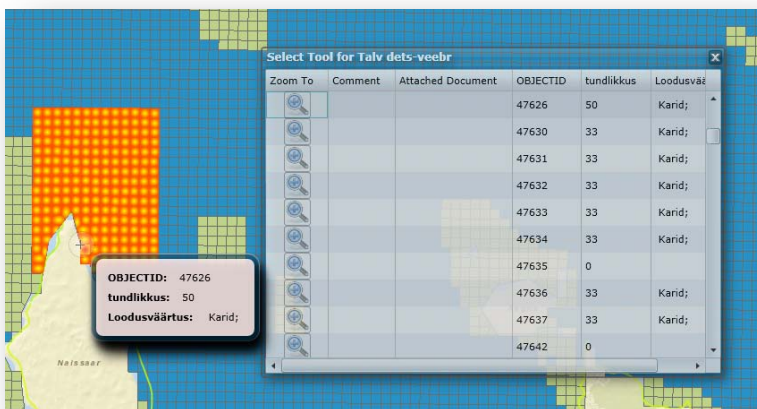 Select Tool for Talv dets-veebr
Zoom To Comment Attached Document OBJECTID tundlikkus Loodusvää
47626 50 Karid;
47630 33 Karid;
47631 33 Karid;
47632 33 Karid;
47633 33 Karid;
47634 33 Karid;
47635 0
47636 33 Karid;
47637 33 Karid;
47642 0
OBJECTID: 47626
tundlikkus: 50
Loodusväärtus: Karid;
Naissaar